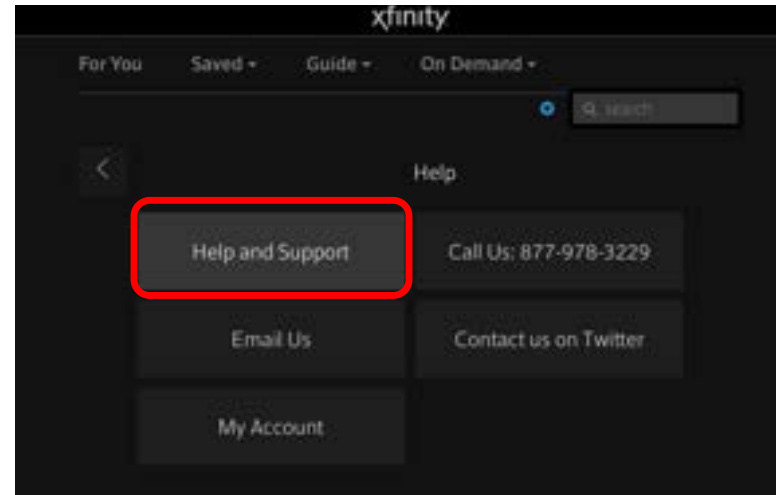 xfinity
For You Saved Guide On Demand
search
Help
Help and Support Call Us: 877-978-3229
Email Us Contact us on Twitter
My Account